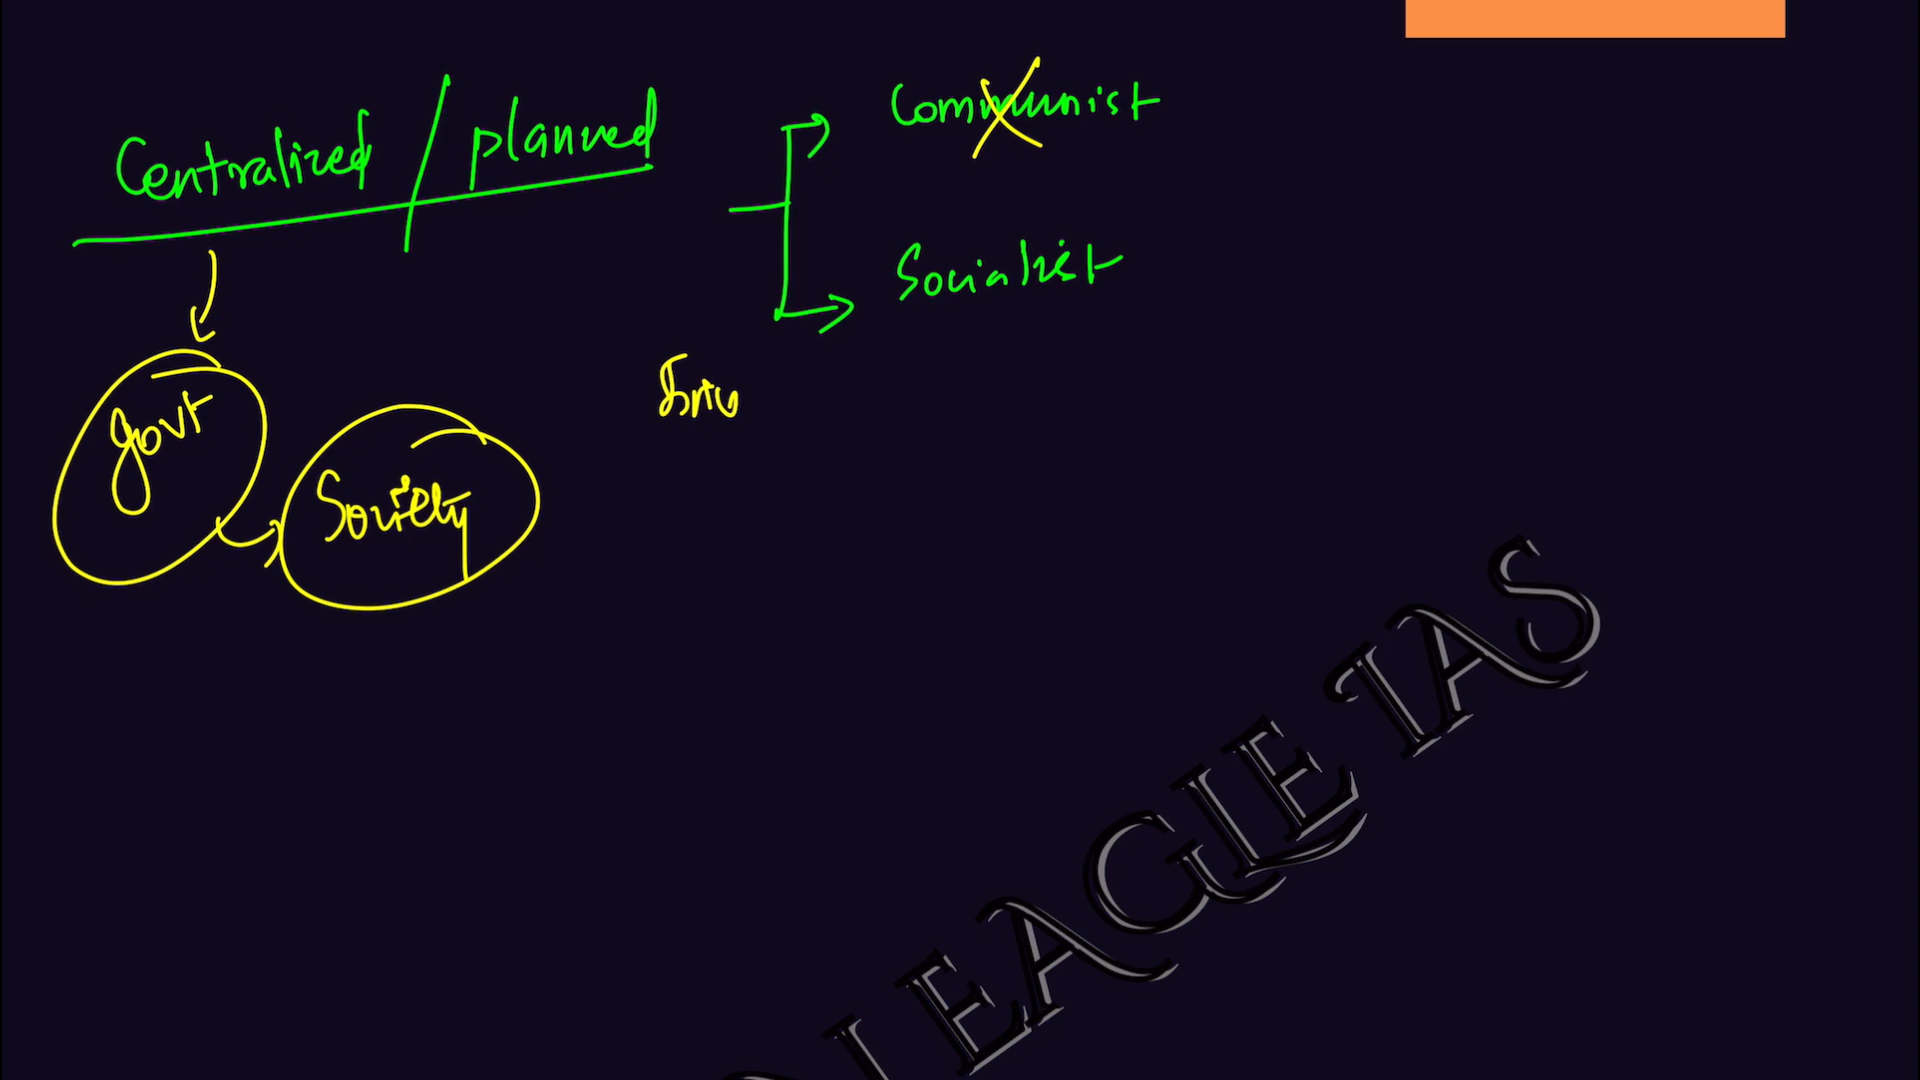 Centralized / planned
Communist
Socialist
Govt
Society
LEAGUE IAS